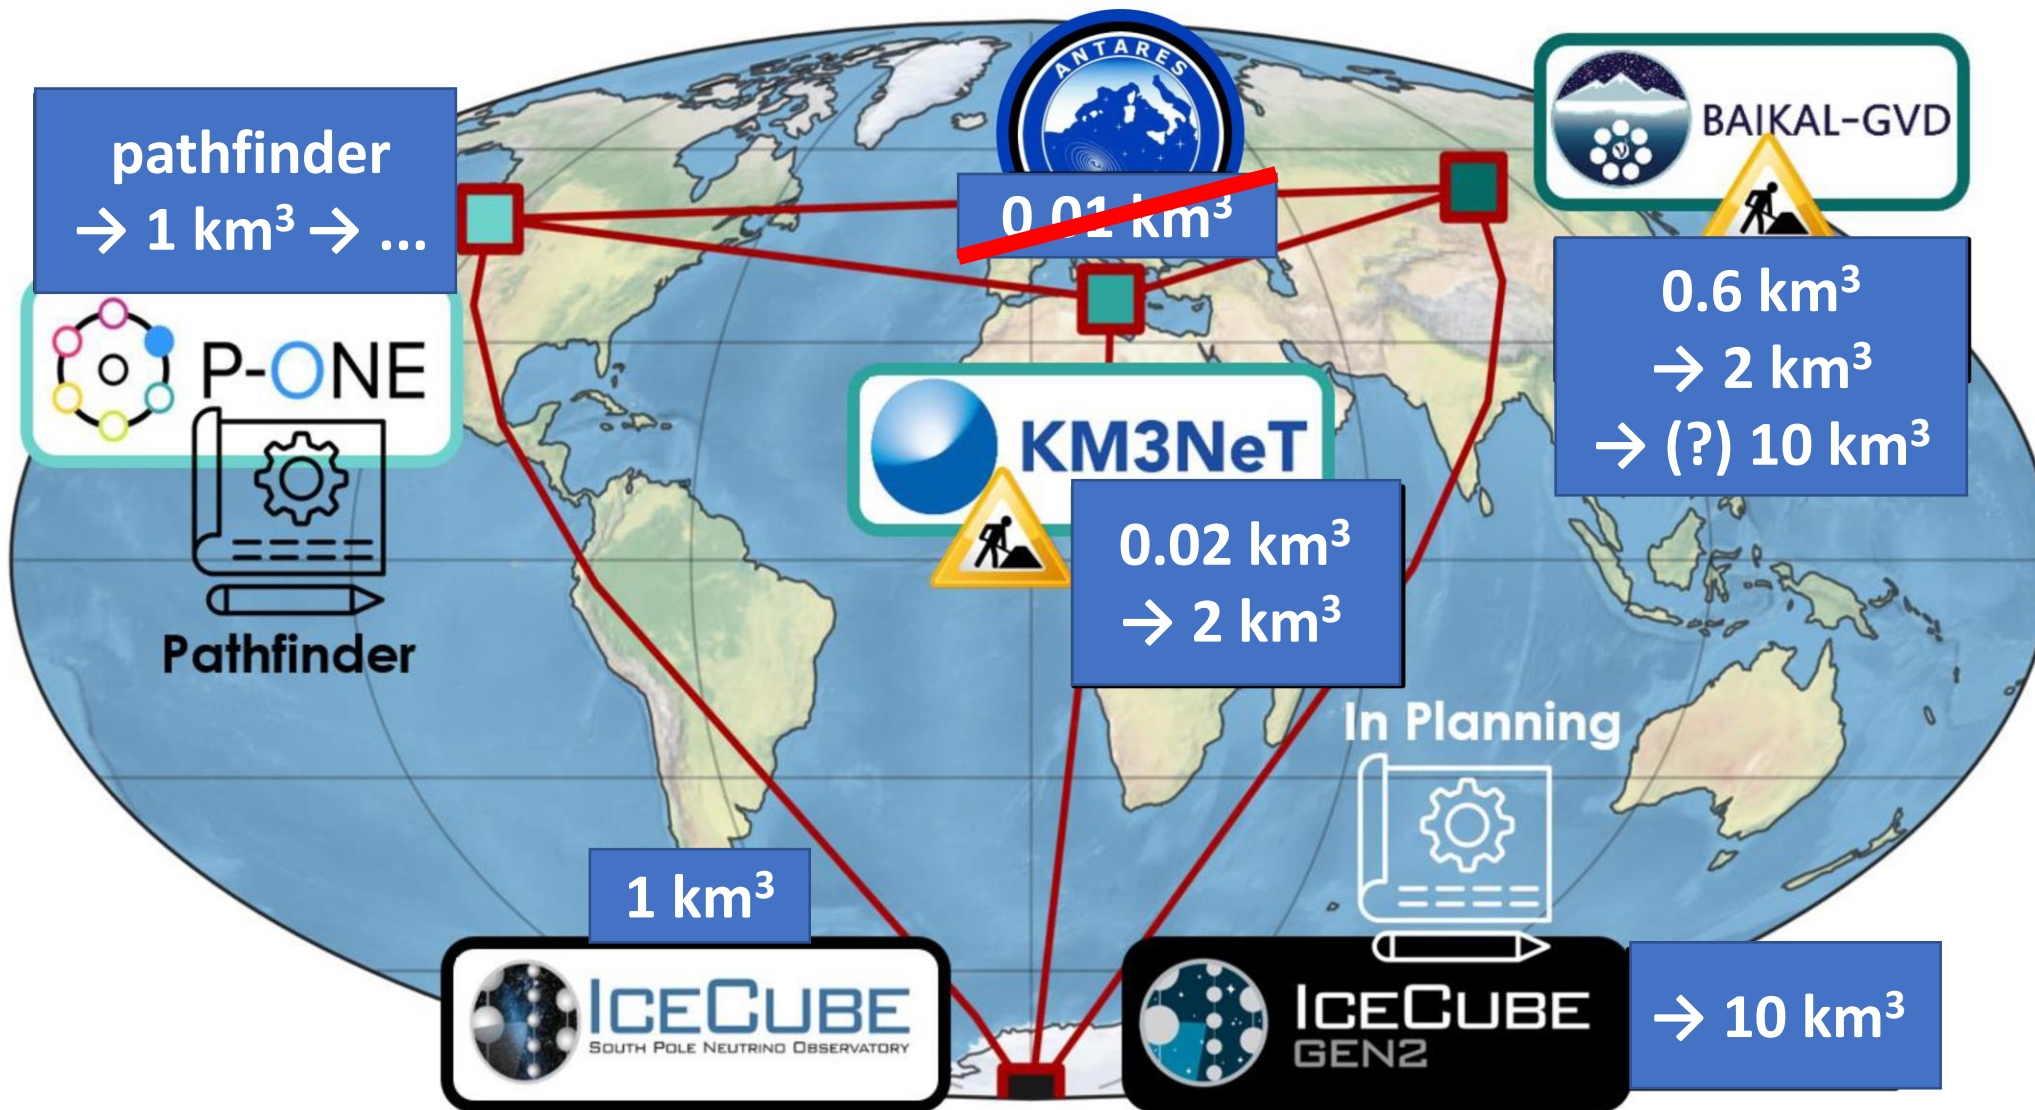 ANTARES
0.01 km³
BAIKAL-GVD
0.6 km³
→ 2 km³
→ (?) 10 km³
pathfinder
→ 1 km³ → ...
P-ONE
Pathfinder
KM3NeT
0.02 km³
→ 2 km³
In Planning
1 km³
ICECUBE
SOUTH POLE NEUTRINO OBSERVATORY
ICECUBE
GEN2
→ 10 km³